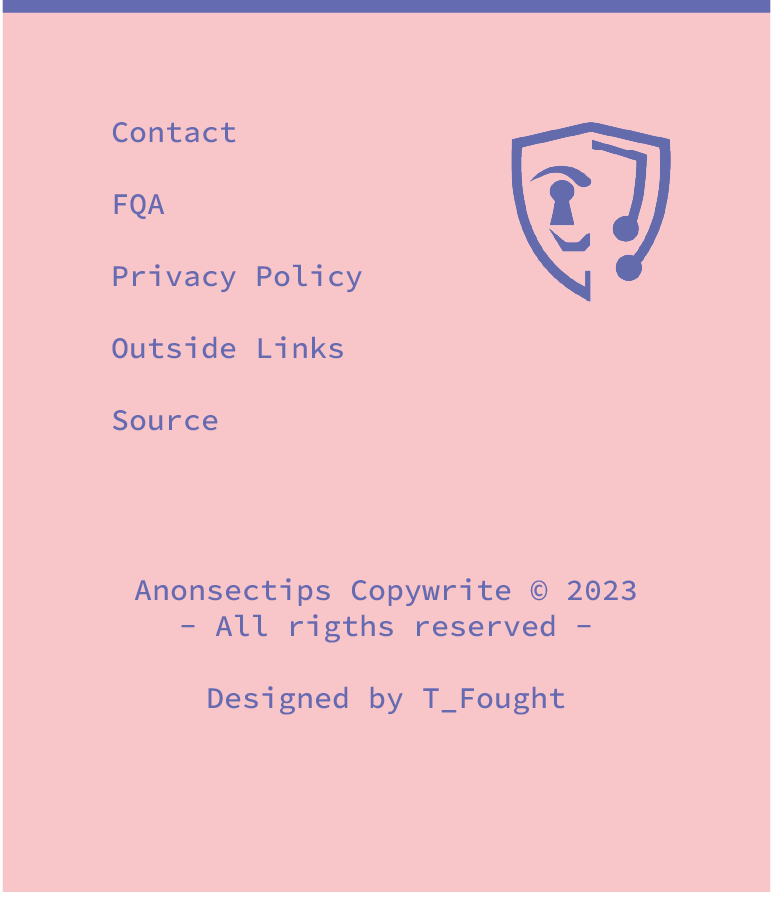 Contact
FQA
Privacy Policy
Outside Links
Source
Anonsectips Copywrite © 2023
- All rigths reserved -
Designed by T_Fought